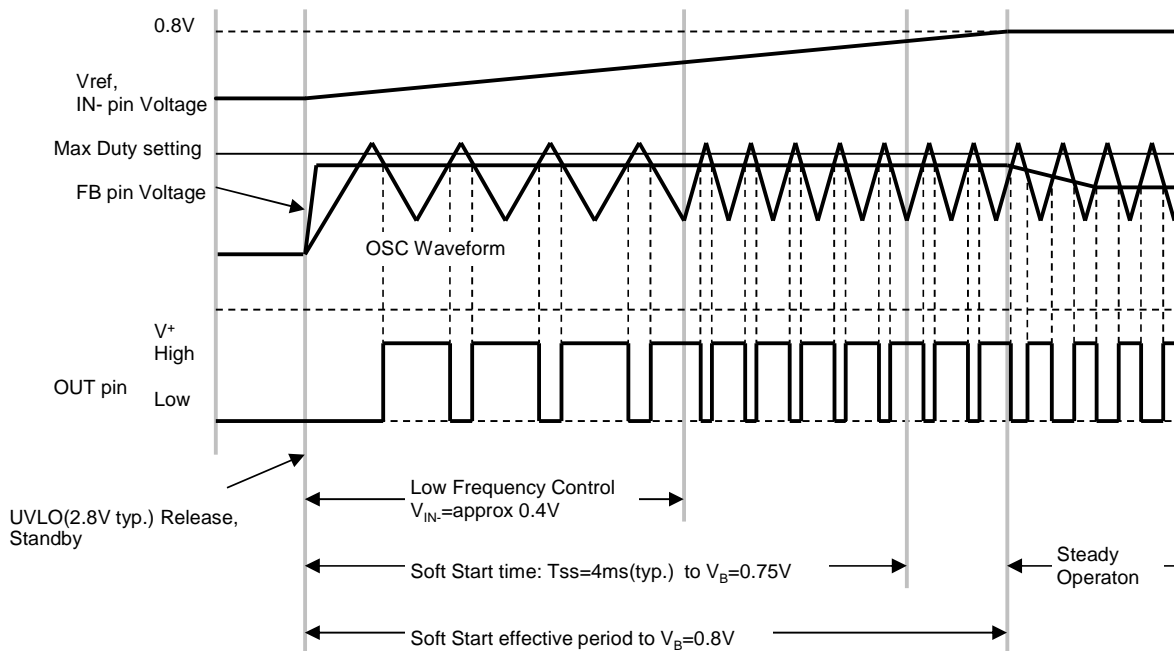 0.8V
Vref,
IN- pin Voltage
Max Duty setting
FB pin Voltage
OSC Waveform
V+
High
OUT pin
Low
Low Frequency Control
VIN-=approx 0.4V
UVLO(2.8V typ.) Release,
Standby
Soft Start time: Tss=4ms(typ.) to VB=0.75V
Steady
Operaton
Soft Start effective period to VB=0.8V